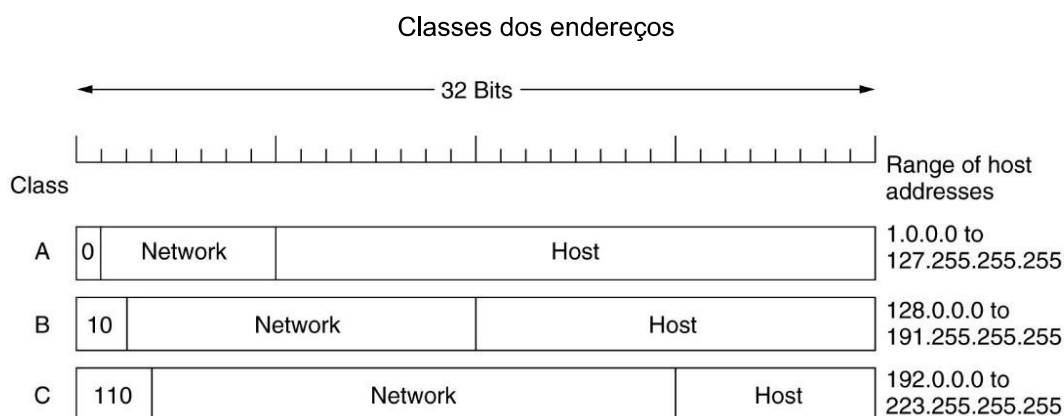 Classes dos endereços
32 Bits
Class
Range of host
addresses
A 0 Network Host 1.0.0.0 to
127.255.255.255
B 10 Network Host 128.0.0.0 to
191.255.255.255
C 110 Network Host 192.0.0.0 to
223.255.255.255